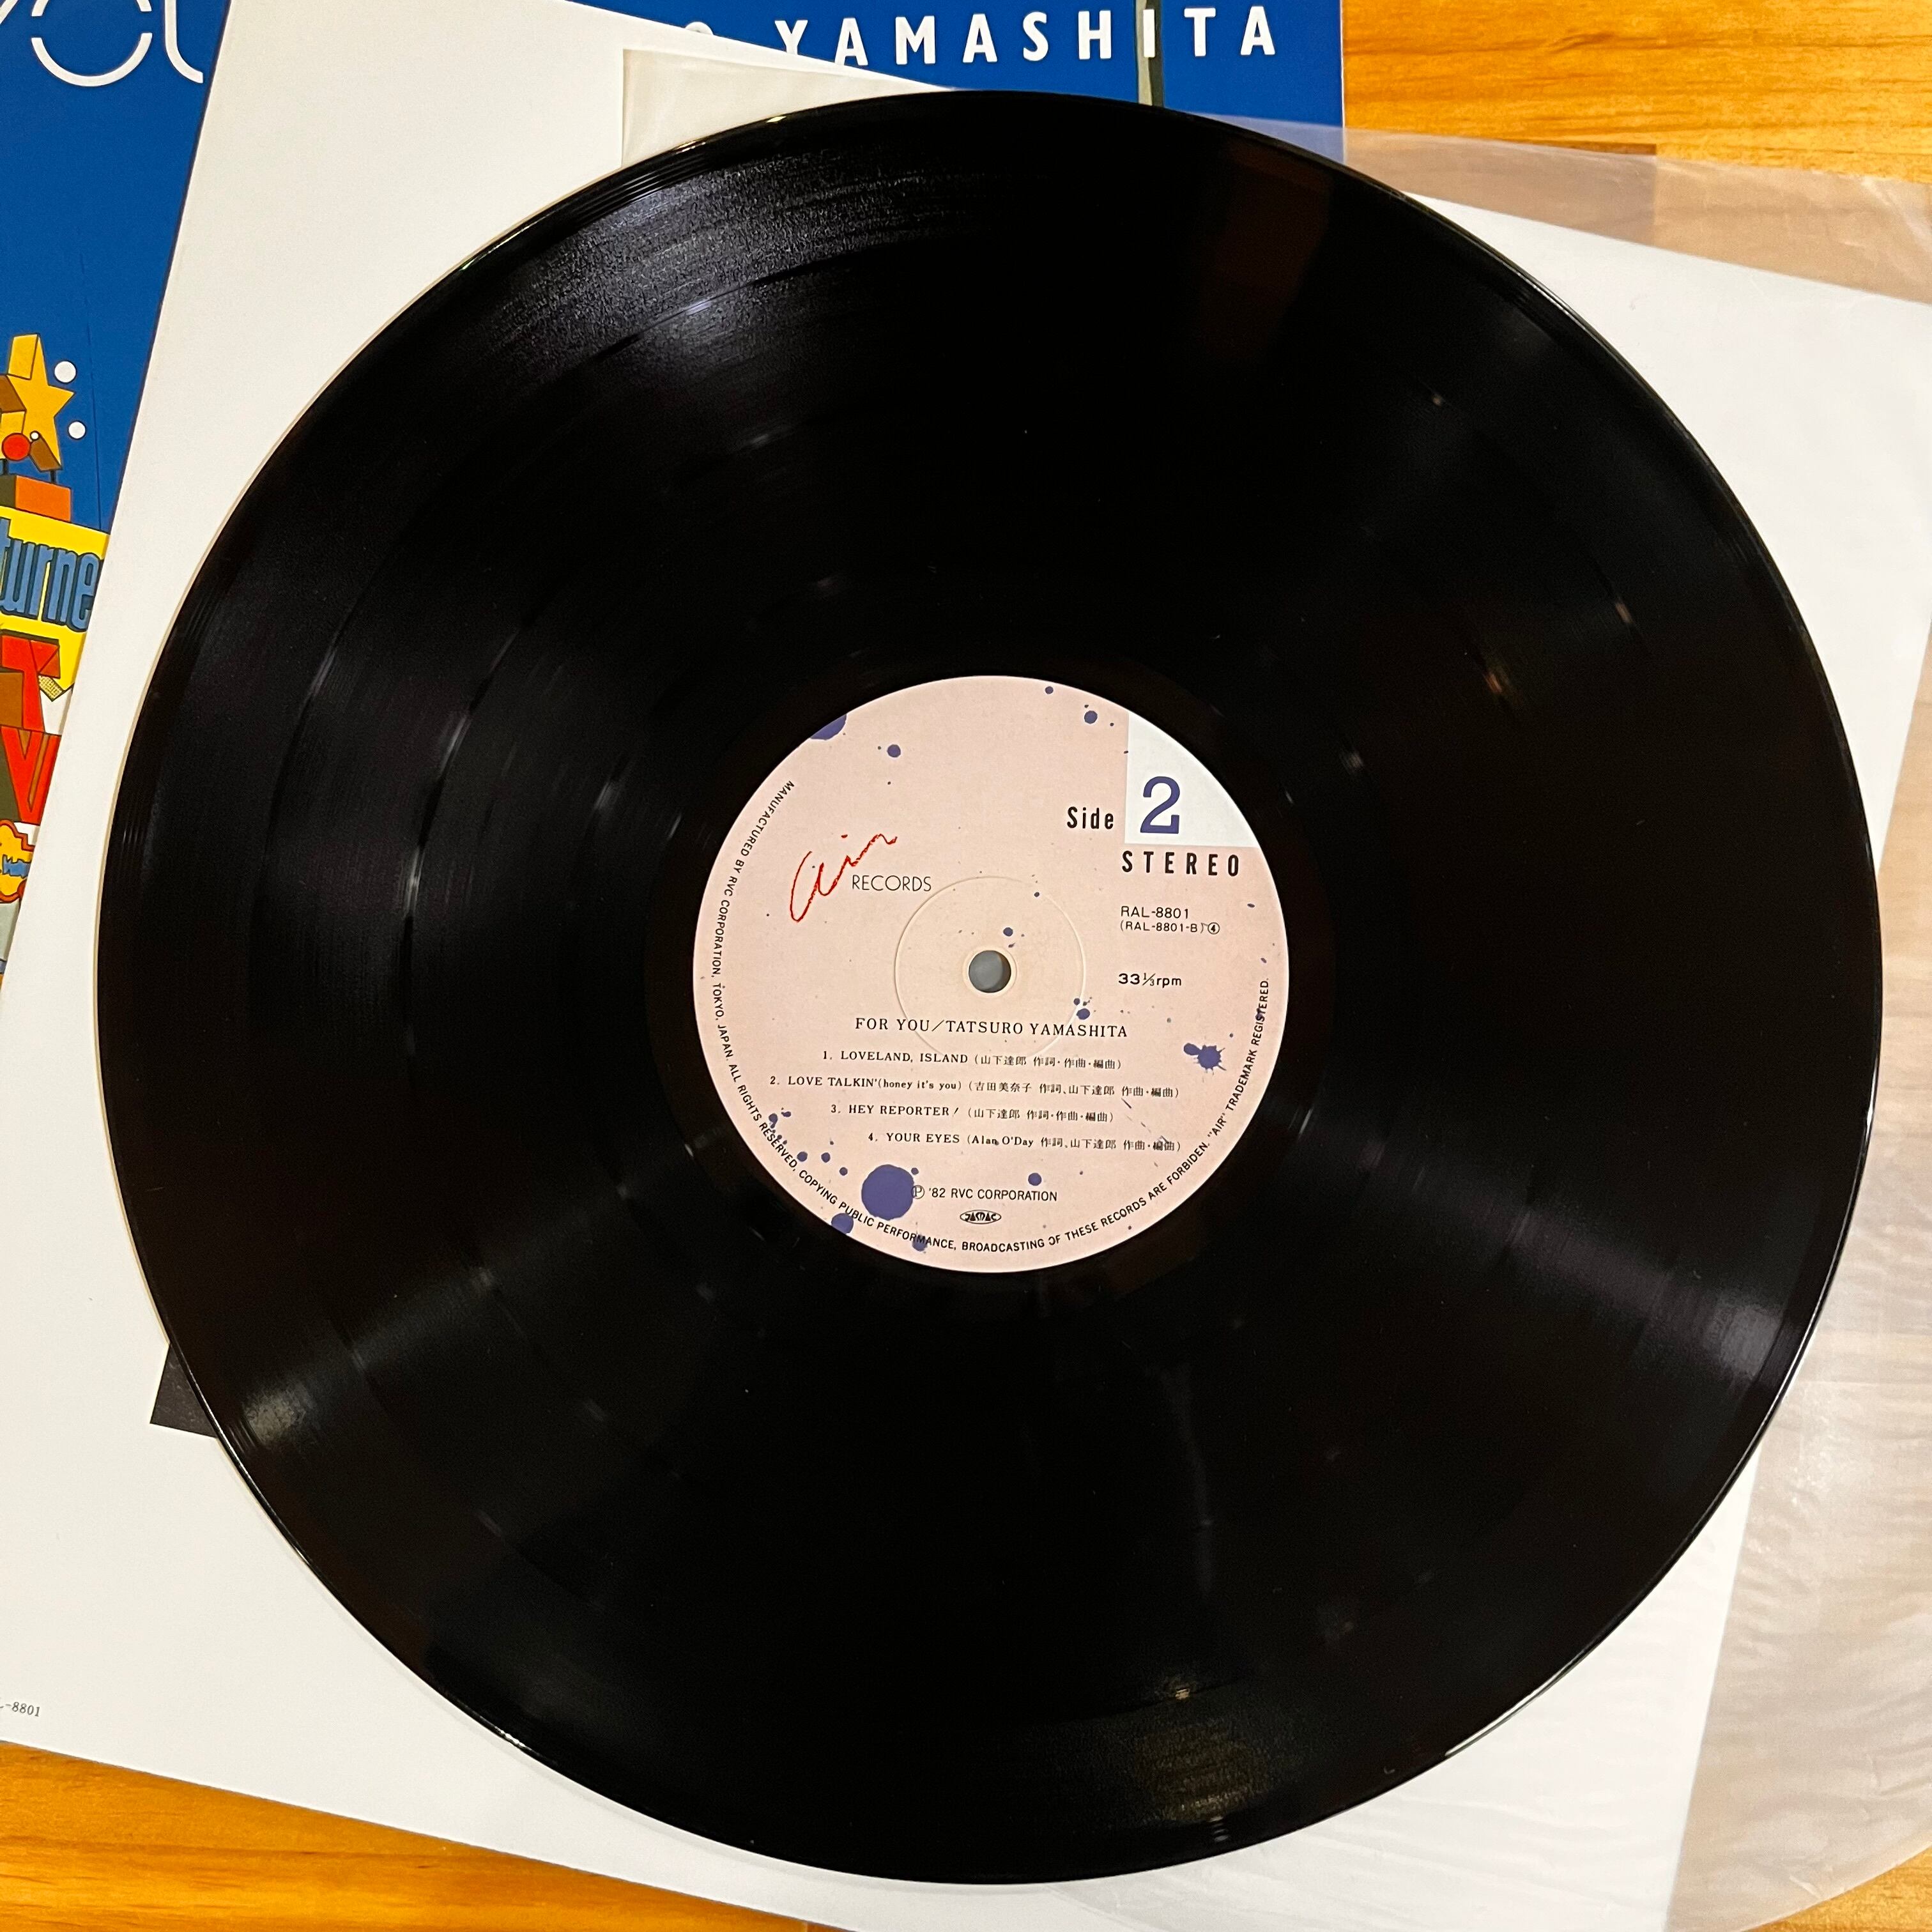 YAMASHITA
turne
Side 2
STEREO
air
RECORDS
RAL-8801
(RAL-8801-B) ④
33⅓rpm
FOR YOU/TATSURO YAMASHITA
1. LOVELAND, ISLAND (山下達郎 作詞・作曲・編曲)
2. LOVE TALKIN'(honey it's you) (吉田美奈子 作詞、山下達郎 作曲・編曲)
3. HEY REPORTER! (山下達郎 作詞・作曲・編曲)
4. YOUR EYES (Alan O'Day 作詞、山下達郎 作曲・編曲)
Ⓟ '82 RVC CORPORATION
JASRAC
MANUFACTURED BY RVC CORPORATION, TOKYO, JAPAN. ALL RIGHTS RESERVED, COPYING PUBLIC PERFORMANCE, BROADCASTING OF THESE RECORDS ARE FORBIDEN. "AIR" TRADEMARK REGISTERED.
-8801